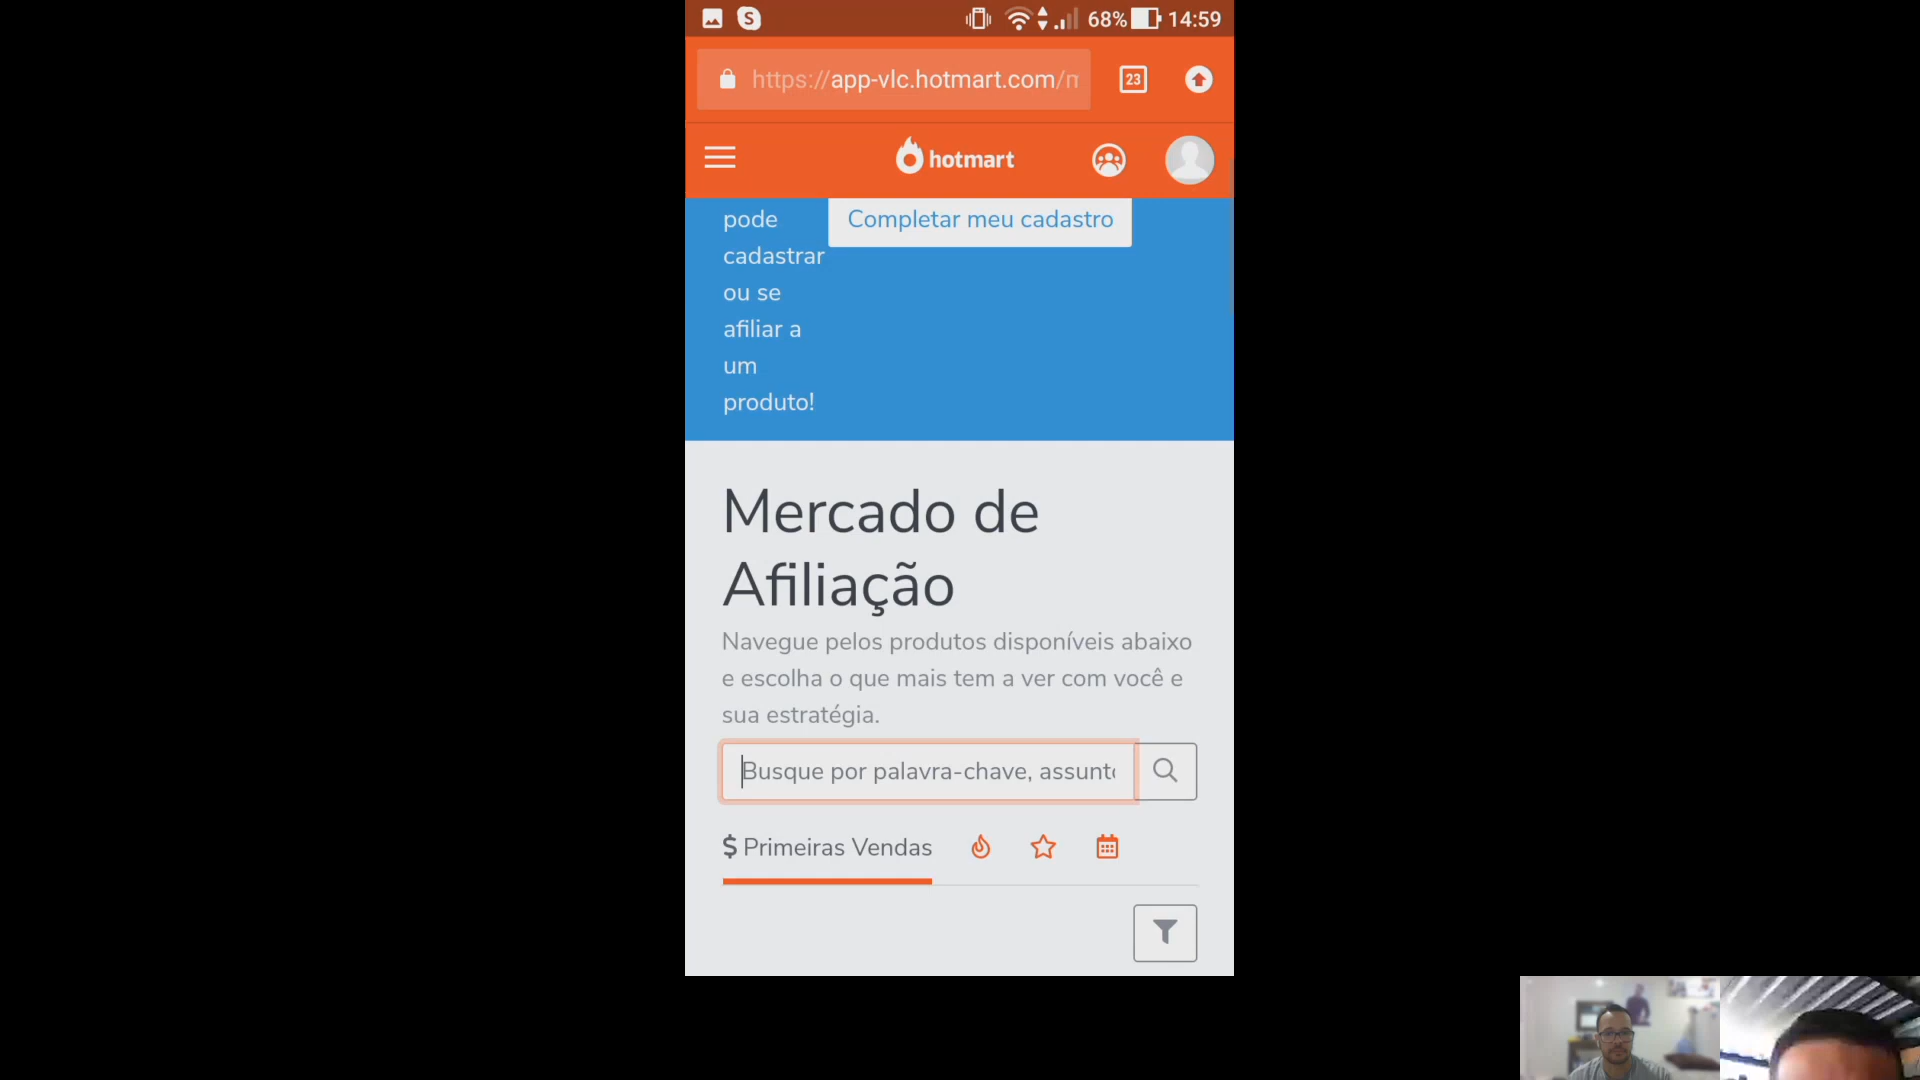 S
68%
14:59
https://app-vlc.hotmart.com/m
23
hotmart
pode
cadastrar
ou se
afiliar a
um
produto!
Completar meu cadastro
Mercado de
Afiliação
Navegue pelos produtos disponíveis abaixo
e escolha o que mais tem a ver com você e
sua estratégia.
Busque por palavra-chave, assunto
$ Primeiras Vendas